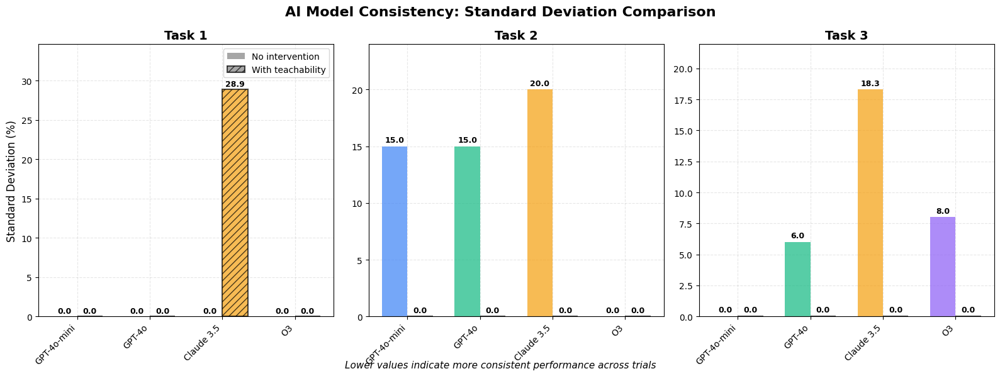 AI Model Consistency: Standard Deviation Comparison
Task 1
Standard Deviation (%)
30
25
20
15
10
5
0
No intervention
With teachability
0.0 0.0 0.0 0.0 0.0 28.9 0.0 0.0
GPT-4o-mini
GPT-4o
Claude 3.5
O3
Task 2
20
15
10
5
0
15.0 0.0 15.0 0.0 20.0 0.0 0.0 0.0
GPT-4o-mini
GPT-4o
Claude 3.5
O3
Task 3
20.0
17.5
15.0
12.5
10.0
7.5
5.0
2.5
0.0
0.0 0.0 6.0 0.0 18.3 0.0 8.0 0.0
GPT-4o-mini
GPT-4o
Claude 3.5
O3
Lower values indicate more consistent performance across trials